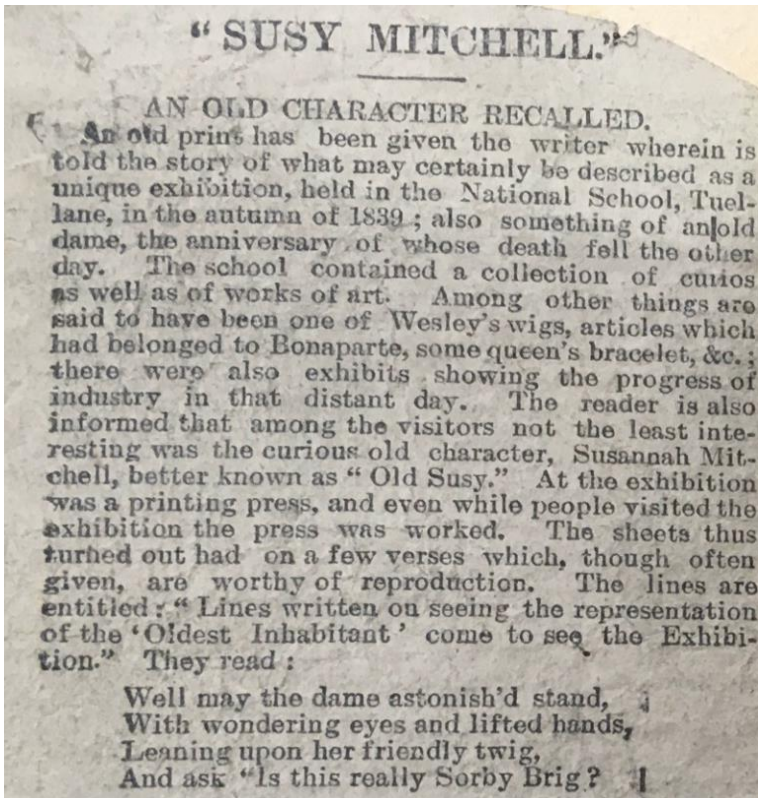 "SUSY MITCHELL."
AN OLD CHARACTER RECALLED.
An old print has been given the writer wherein is
told the story of what may certainly be described as a
unique exhibition, held in the National School, Tuel-
lane, in the autumn of 1839 ; also something of an old
dame, the anniversary of whose death fell the other
day. The school contained a collection of curios
as well as of works of art. Among other things are
said to have been one of Wesley's wigs, articles which
had belonged to Bonaparte, some queen's bracelet, &c. ;
there were also exhibits showing the progress of
industry in that distant day. The reader is also
informed that among the visitors not the least inte-
resting was the curious old character, Susannah Mit-
chell, better known as " Old Susy." At the exhibition
was a printing press, and even while people visited the
exhibition the press was worked. The sheets thus
turned out had on a few verses which, though often
given, are worthy of reproduction. The lines are
entitled : " Lines written on seeing the representation
of the ' Oldest Inhabitant ' come to see the Exhibi-
tion." They read :
Well may the dame astonish'd stand,
With wondering eyes and lifted hands,
Leaning upon her friendly twig,
And ask "Is this really Sorby Brig ?